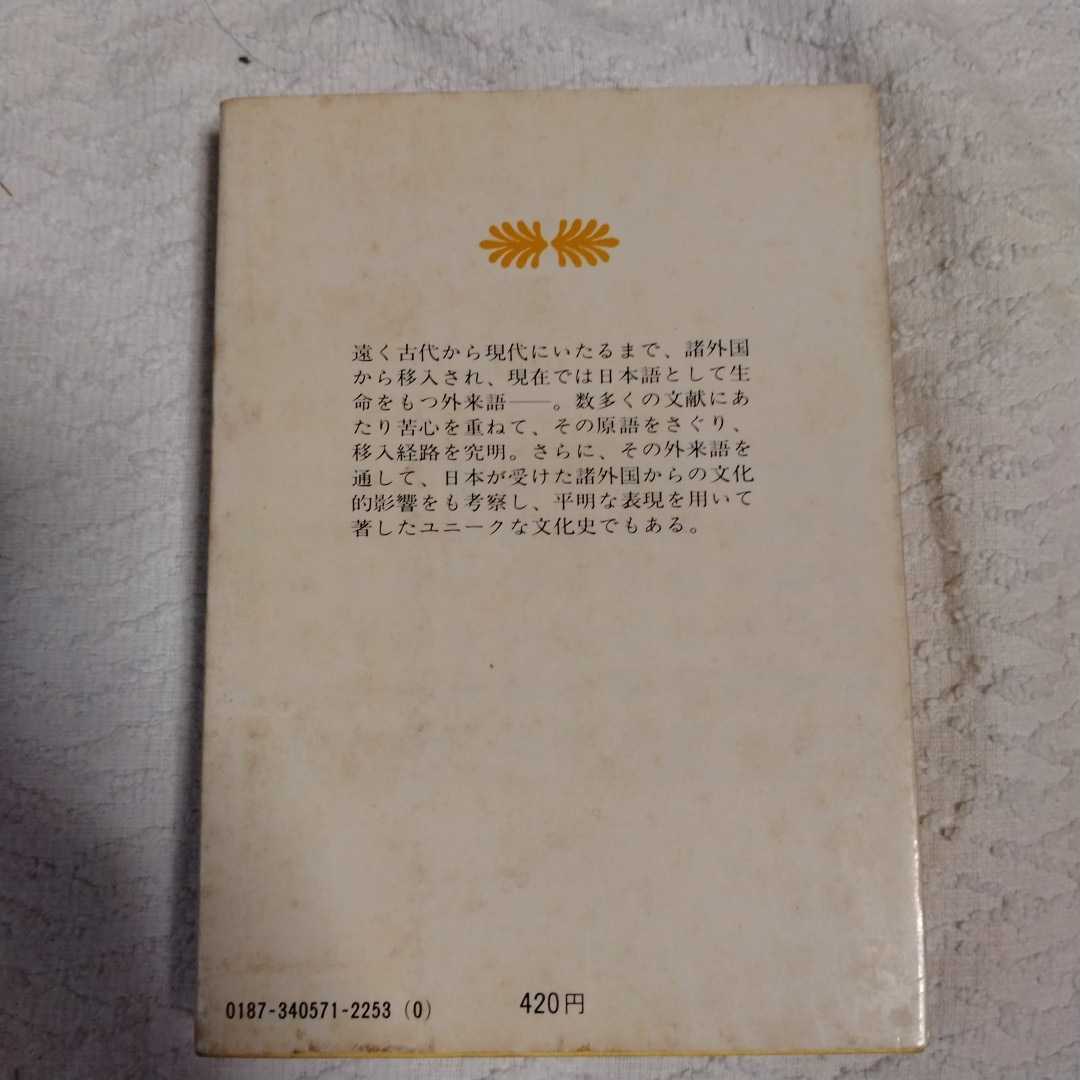 遠く古代から現代にいたるまで、諸外国
から移入され、現在では日本語として生
命をもつ外来語――。数多くの文献にあ
たり苦心を重ねて、その原語をさぐり、
移入経路を究明。さらに、その外来語を
通して、日本が受けた諸外国からの文化
的影響をも考察し、平明な表現を用いて
著したユニークな文化史でもある。
0187-340571-2253(0) 420円